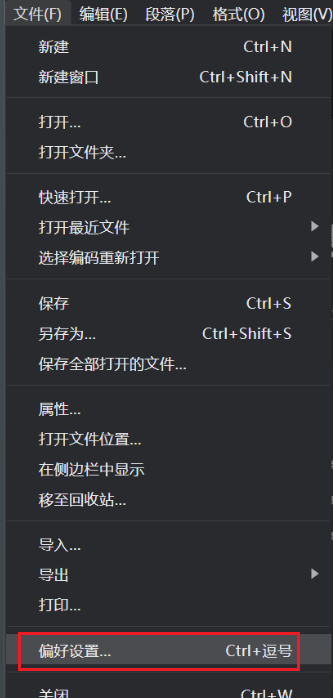 文件(F) 编辑(E) 段落(P) 格式(O) 视图(V)
新建 Ctrl+N
新建窗口 Ctrl+Shift+N
打开... Ctrl+O
打开文件夹...
快速打开... Ctrl+P
打开最近文件
选择编码重新打开
保存 Ctrl+S
另存为... Ctrl+Shift+S
保存全部打开的文件...
属性...
打开文件位置...
在侧边栏中显示
移至回收站...
导入...
导出
打印...
偏好设置... Ctrl+逗号
关闭 Ctrl+W